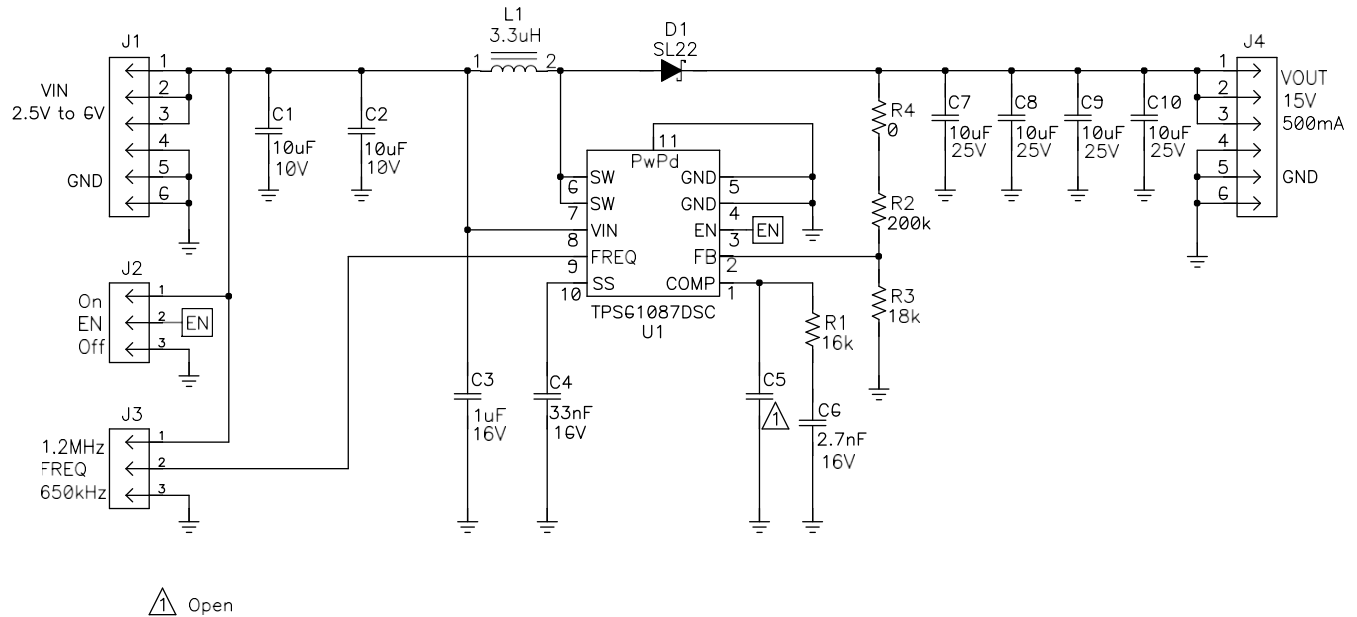 J1
VIN
2.5V to 6V
GND
1
2
3
4
5
6
L1
3.3uH
1
2
D1
SL22
C1
10uF
10V
C2
10uF
10V
11
PwPd
SW
6
SW
7
VIN
8
FREQ
9
SS
10
GND
5
GND
4
EN
3
FB
2
COMP
1
EN
TPS61087DSC
U1
R4
0
R2
200k
R3
18k
C7
10uF
25V
C8
10uF
25V
C9
10uF
25V
C10
10uF
25V
J4
1
2
3
4
5
6
VOUT
15V
500mA
GND
J2
On
EN
Off
1
2
3
EN
J3
1.2MHz
FREQ
650kHz
1
2
3
C3
1uF
16V
C4
33nF
16V
C5
1
R1
16k
C6
2.7nF
16V
1 Open